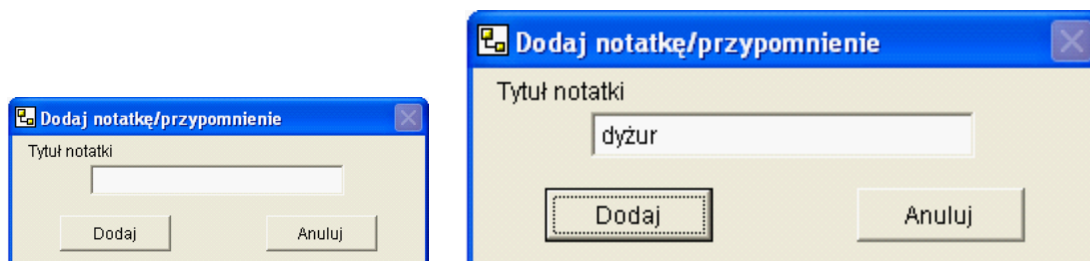 Dodaj notatkę/przypomnienie
Tytuł notatki
Dodaj Anuluj
Dodaj notatkę/przypomnienie
Tytuł notatki
dyżur
Dodaj Anuluj